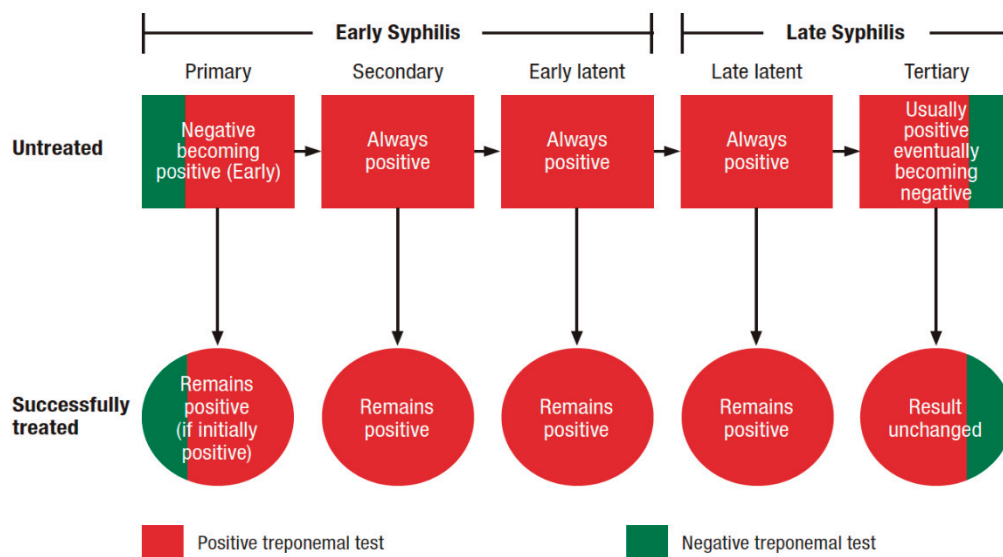 Early Syphilis
Late Syphilis
Primary
Secondary
Early latent
Late latent
Tertiary
Untreated
Negative
becoming
positive (Early)
Always
positive
Always
positive
Always
positive
Usually
positive
eventually
becoming
negative
Successfully
treated
Remains
positive
(if initially
positive)
Remains
positive
Remains
positive
Remains
positive
Result
unchanged
Positive treponemal test
Negative treponemal test